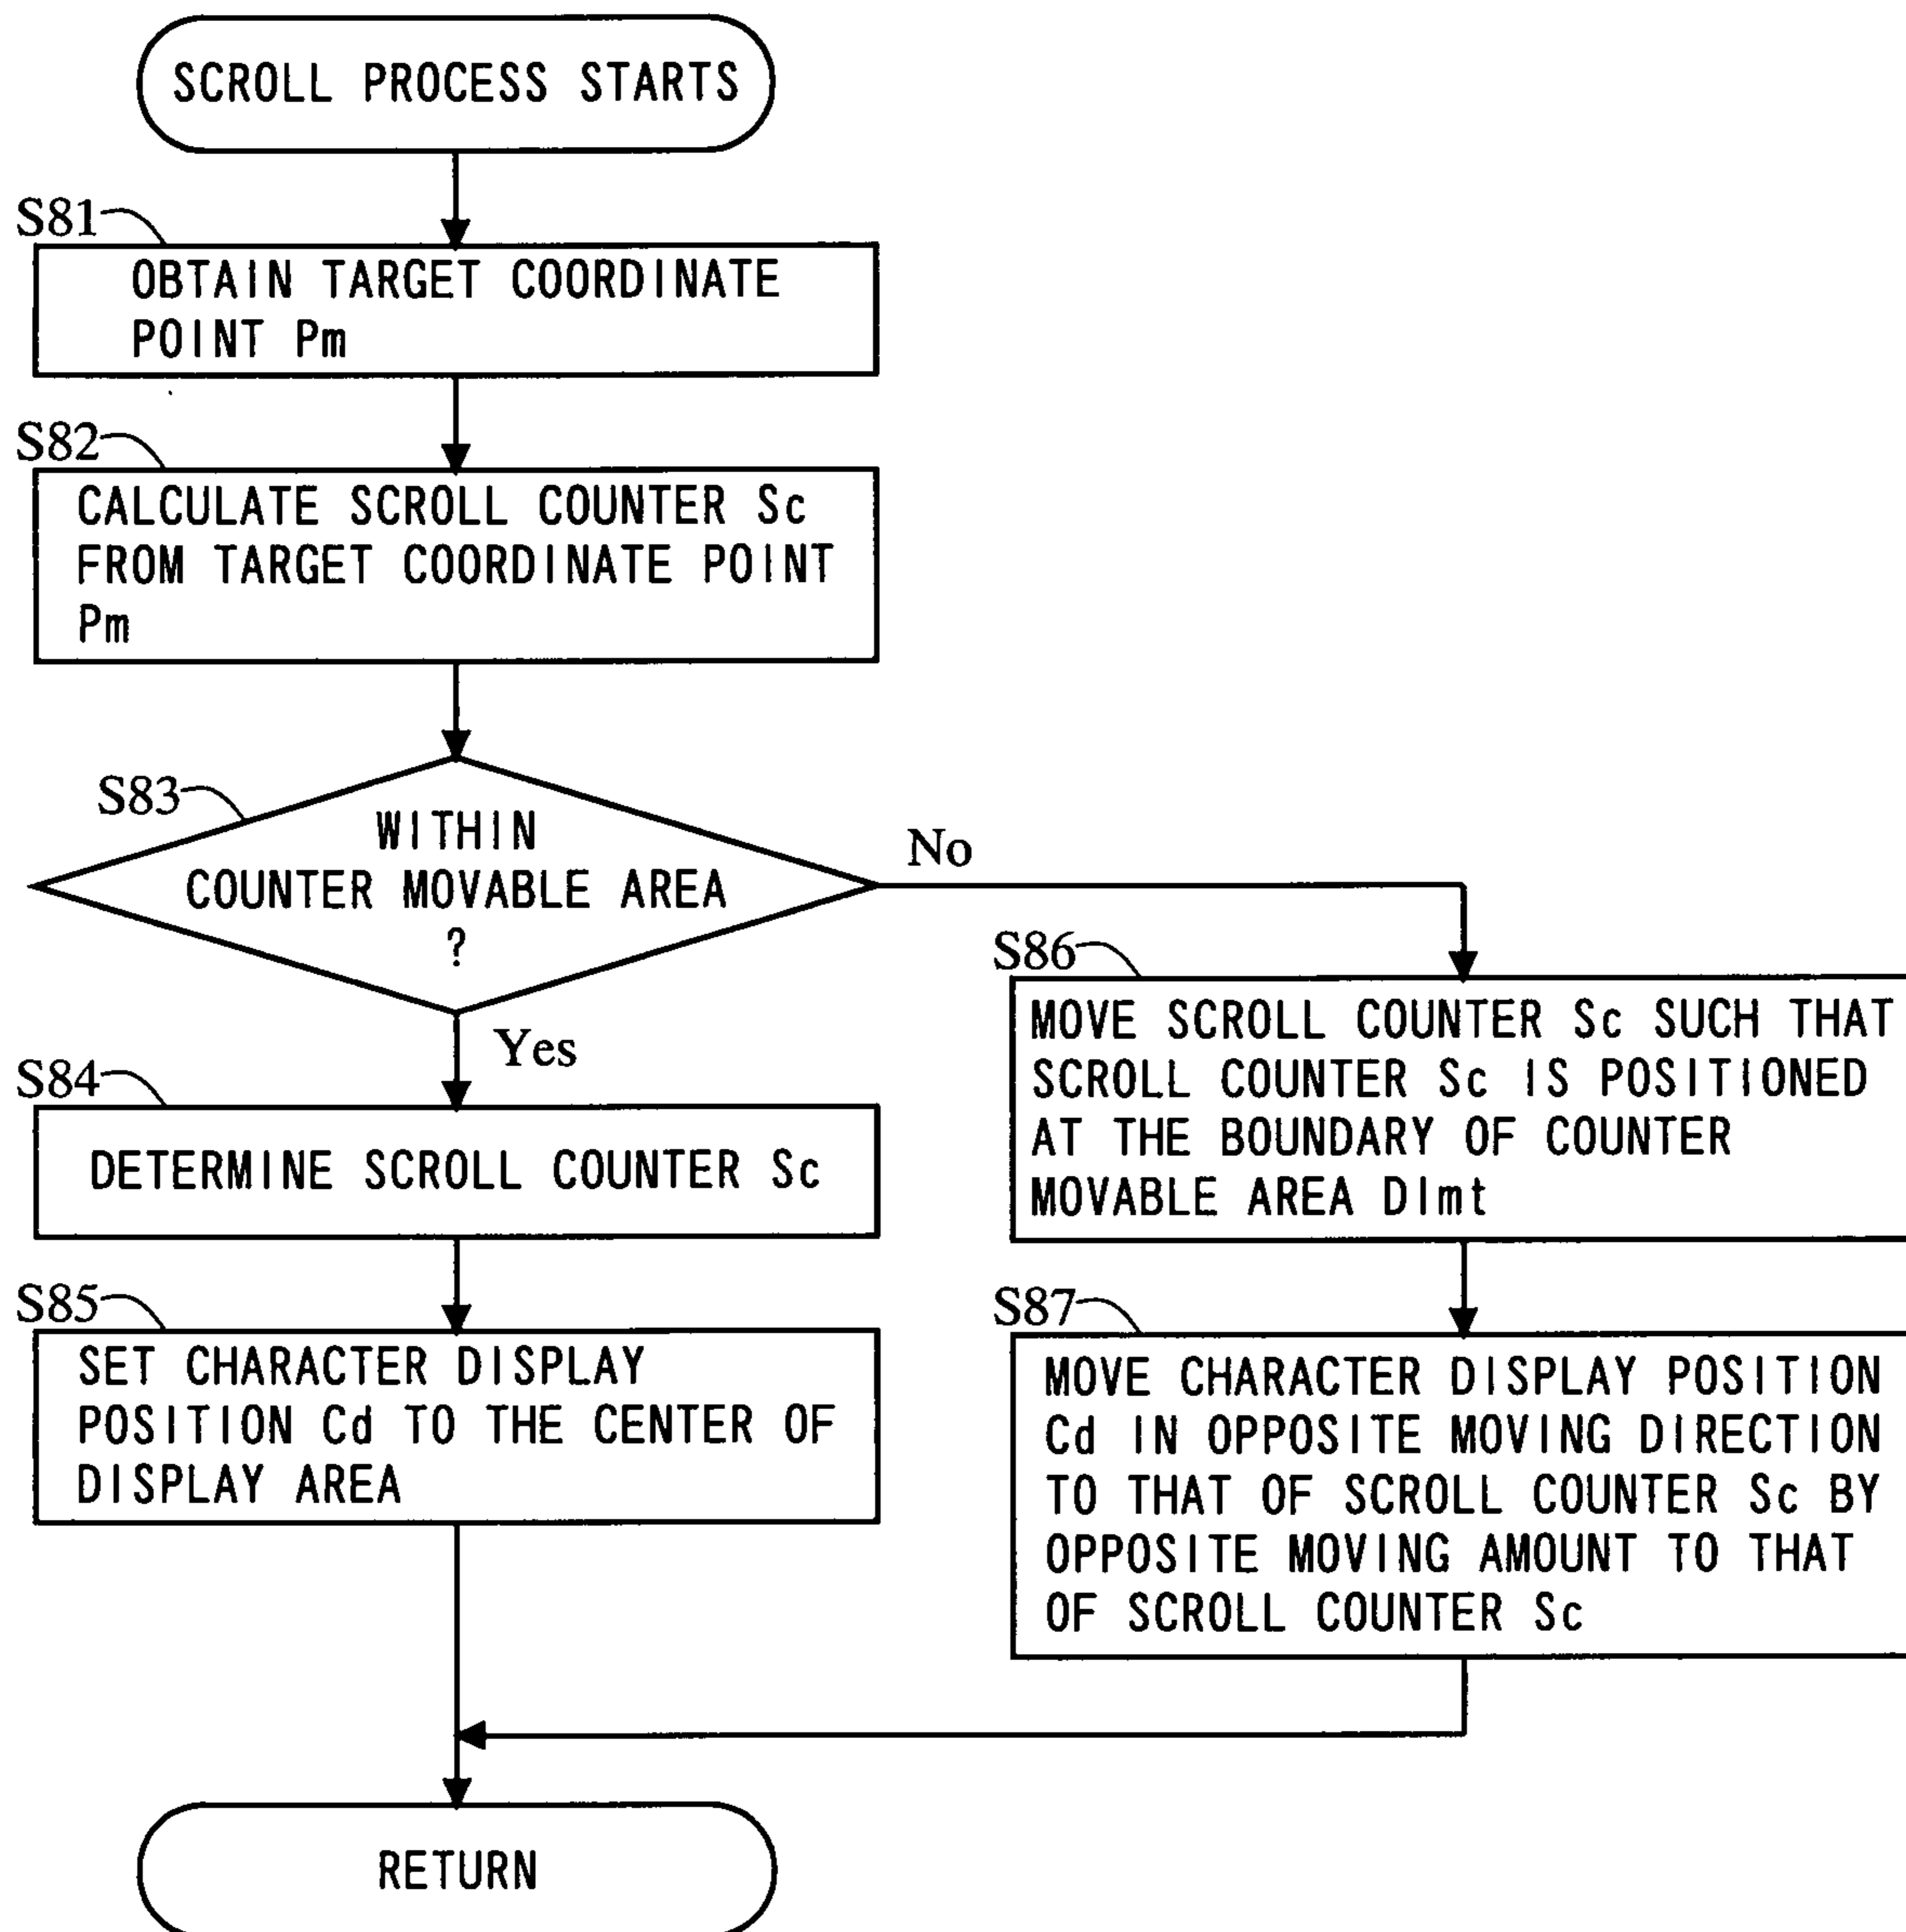 SCROLL PROCESS STARTS
S81
OBTAIN TARGET COORDINATE
POINT Pm
S82
CALCULATE SCROLL COUNTER Sc
FROM TARGET COORDINATE POINT
Pm
S83
WITHIN
COUNTER MOVABLE AREA
?
No
Yes
S84
DETERMINE SCROLL COUNTER Sc
S85
SET CHARACTER DISPLAY
POSITION Cd TO THE CENTER OF
DISPLAY AREA
S86
MOVE SCROLL COUNTER Sc SUCH THAT
SCROLL COUNTER Sc IS POSITIONED
AT THE BOUNDARY OF COUNTER
MOVABLE AREA Dlmt
S87
MOVE CHARACTER DISPLAY POSITION
Cd IN OPPOSITE MOVING DIRECTION
TO THAT OF SCROLL COUNTER Sc BY
OPPOSITE MOVING AMOUNT TO THAT
OF SCROLL COUNTER Sc
RETURN